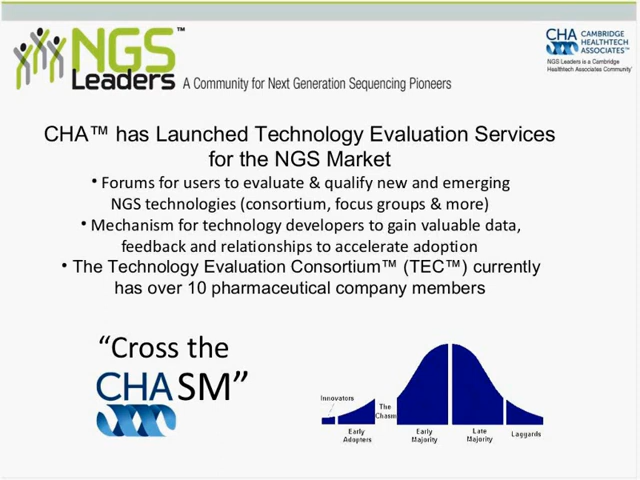 NGS™
Leaders
A Community for Next Generation Sequencing Pioneers
CHA CAMBRIDGE
HEALTHTECH
ASSOCIATES™
NGS Leaders is a Cambridge
Healthtech Associates Community
CHA™ has Launched Technology Evaluation Services
for the NGS Market
• Forums for users to evaluate & qualify new and emerging
NGS technologies (consortium, focus groups & more)
• Mechanism for technology developers to gain valuable data,
feedback and relationships to accelerate adoption
• The Technology Evaluation Consortium™ (TEC™) currently
has over 10 pharmaceutical company members
“Cross the
CHASM”
Innovators
Early
Adopters
The
Chasm
Early
Majority
Late
Majority
Laggards